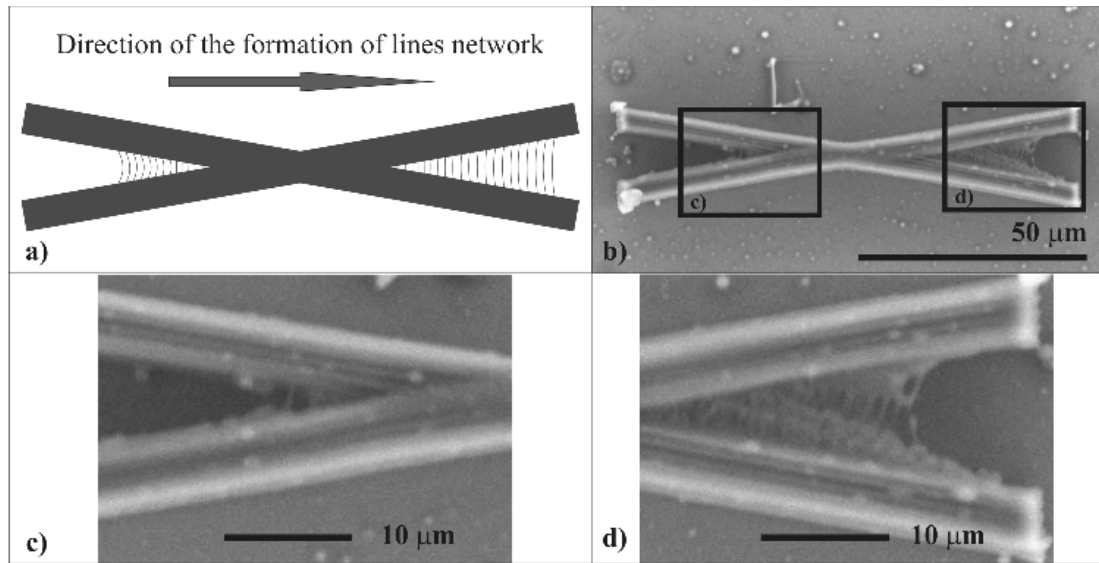 Direction of the formation of lines network
a)
c)
d)
50 μm
b)
10 μm
c)
10 μm
d)